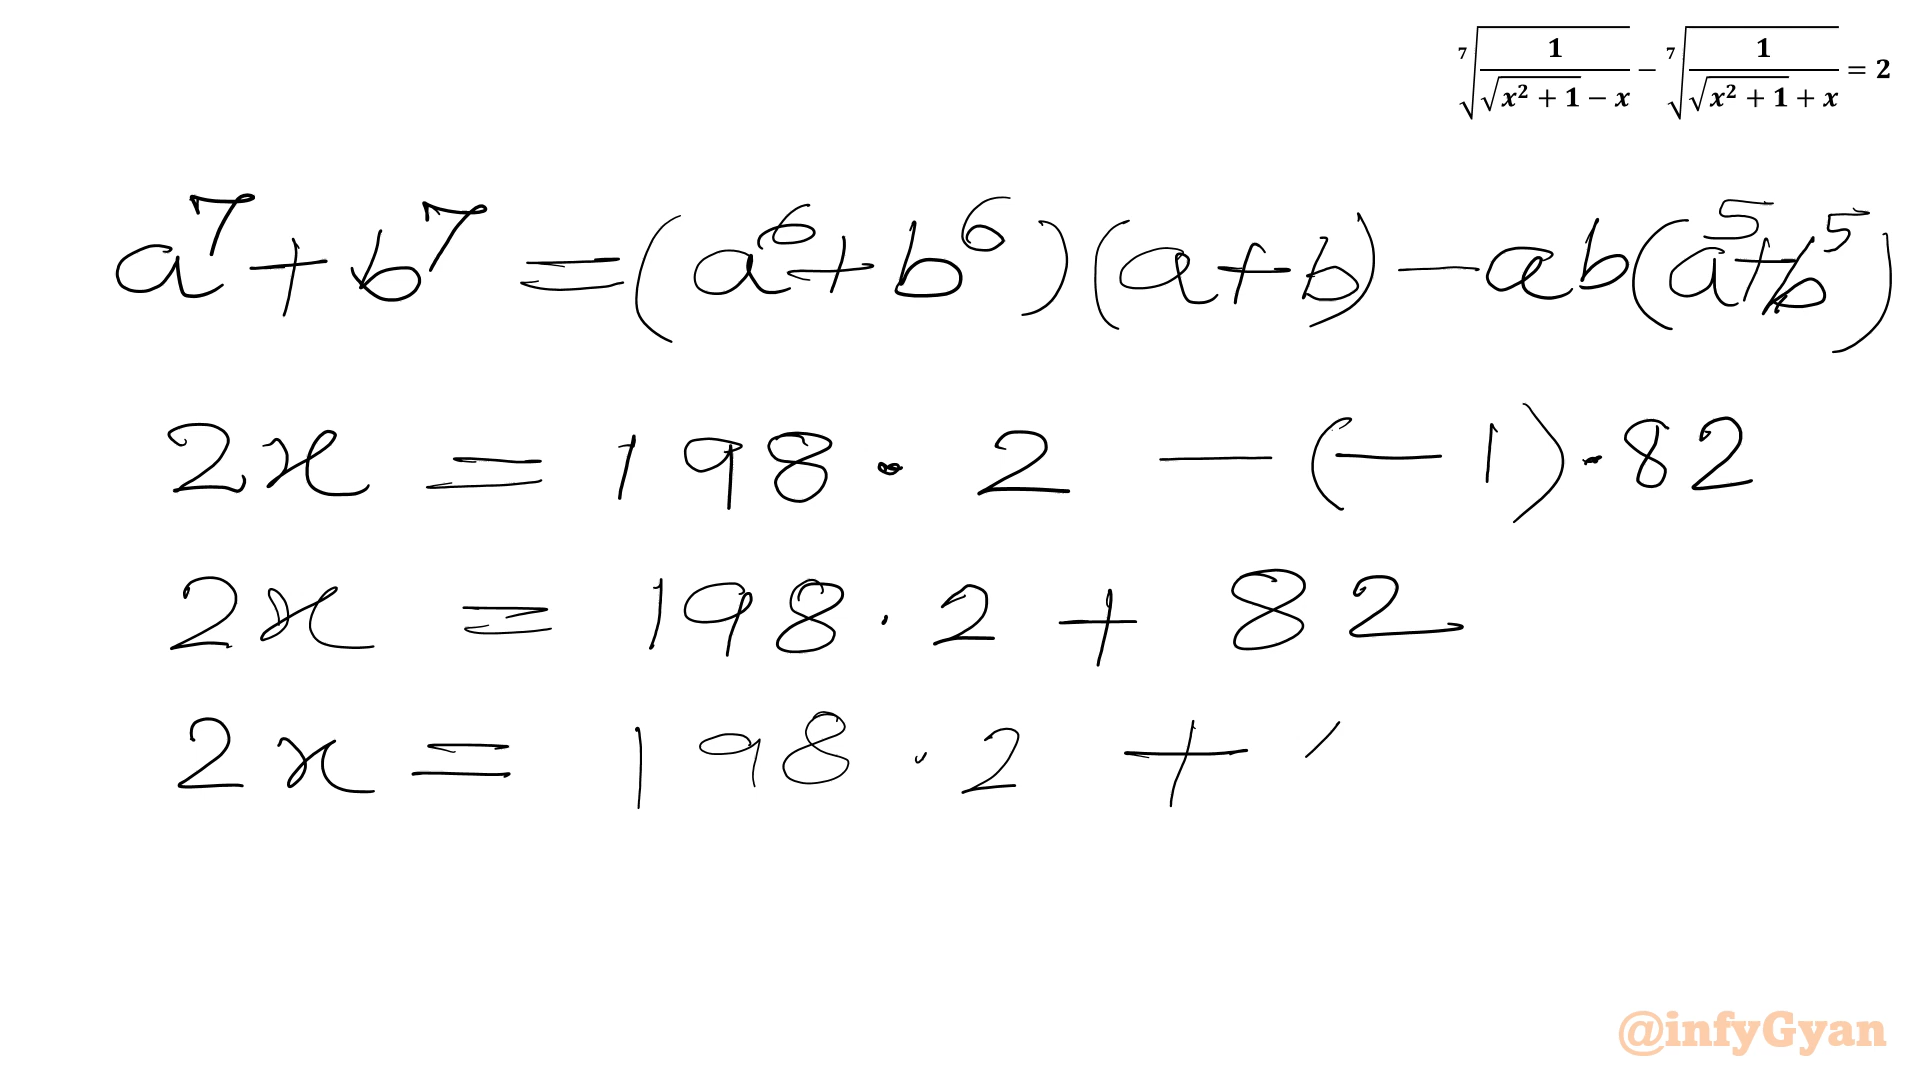 ⁷√(1/(√(x² + 1) − x)) − ⁷√(1/(√(x² + 1) + x)) = 2
a⁷ + b⁷ = (a⁶ + b⁶)(a + b) − ab(a⁵ + b⁵)
2x = 198 · 2 − (−1) · 82
2x = 198 · 2 + 82
2x = 198 · 2 +
@infyGyan